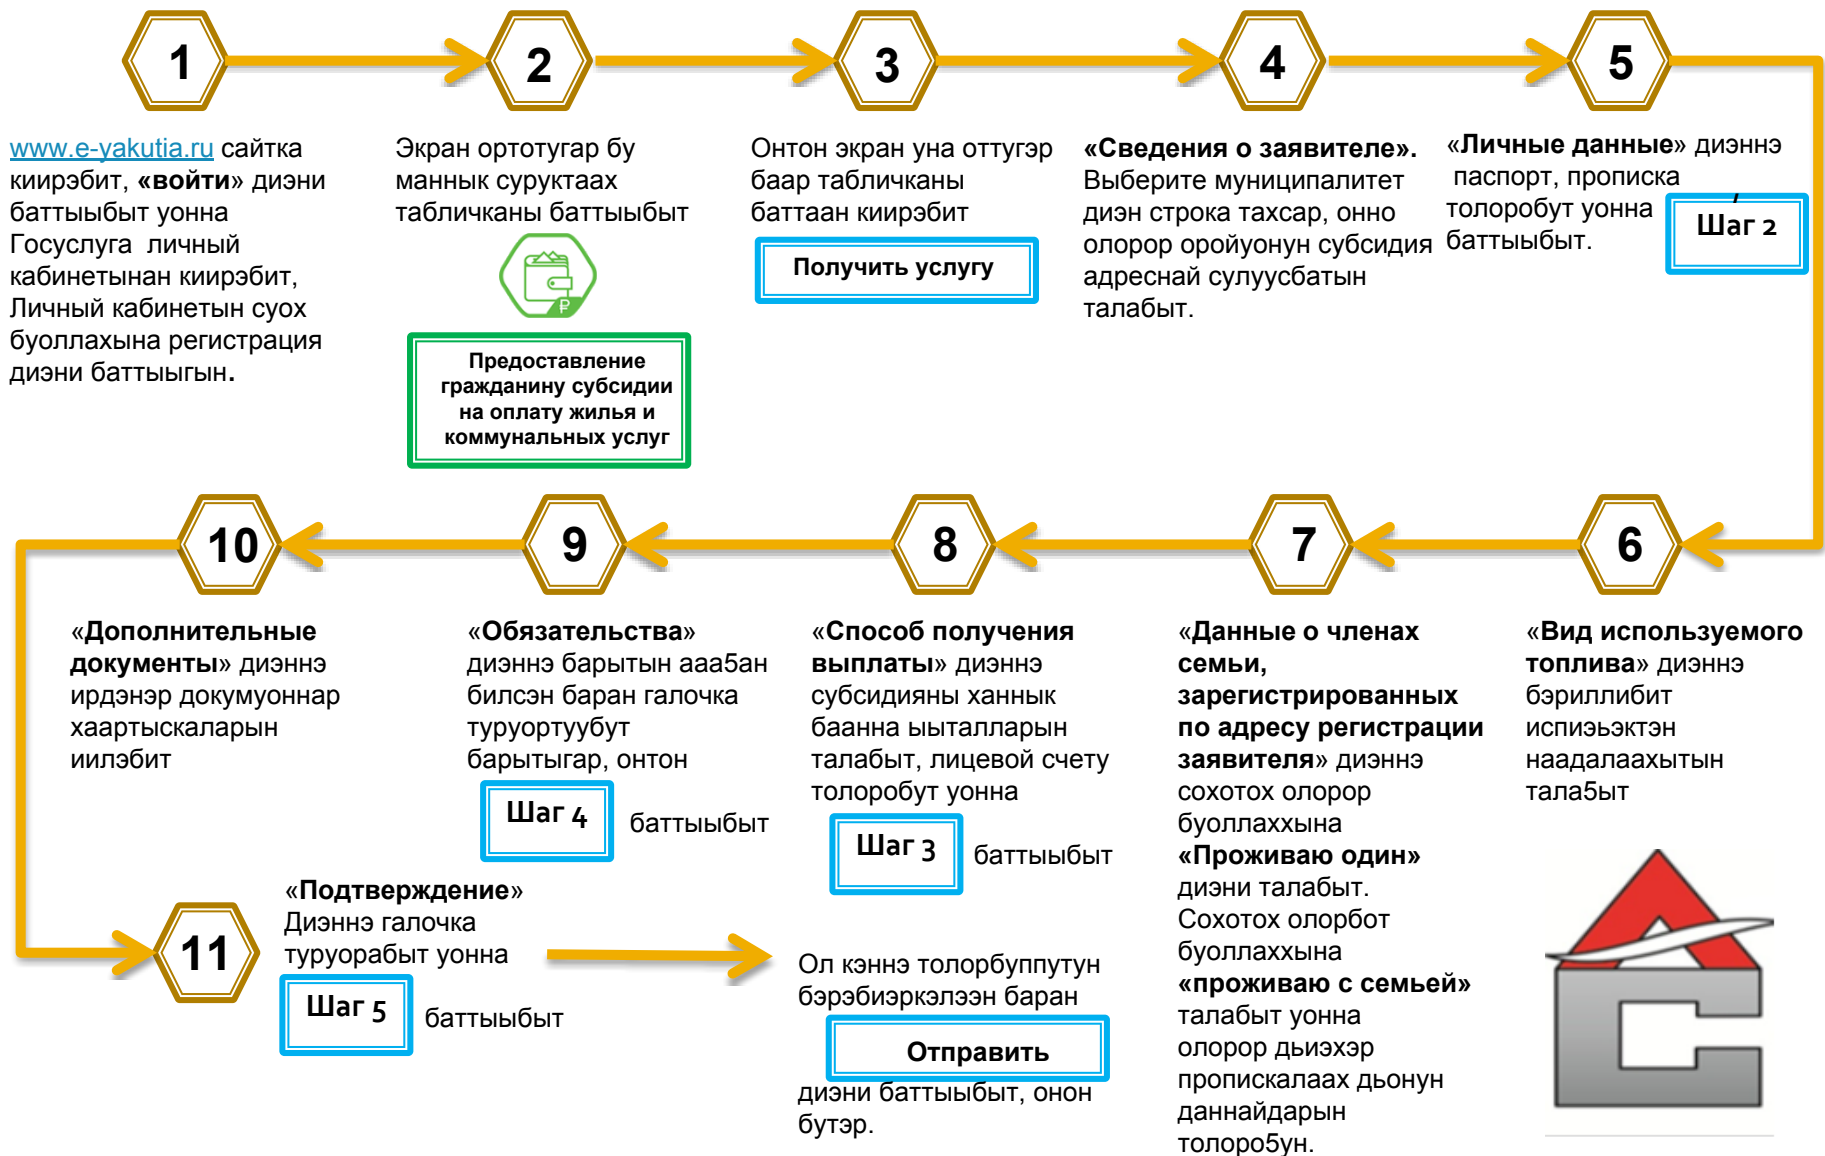 1
www.e-yakutia.ru сайтка
киирэбит, «войти» диэни
баттыыбыт уонна
Госуслуга личный
кабинетынан киирэбит,
Личный кабинетын суох
буоллахына регистрация
диэни баттыыгын.
2
Экран ортотугар бу
маннык суруктаах
табличканы баттыыбыт
₽
Предоставление
гражданину субсидии
на оплату жилья и
коммунальных услуг
3
Онтон экран уна оттугэр
баар табличканы
баттаан киирэбит
Получить услугу
4
«Сведения о заявителе».
Выберите муниципалитет
диэн строка тахсар, онно
олорор оройуонун субсидия
адреснай сулуусбатын
талабыт.
5
«Личные данные» диэннэ
паспорт, прописка
,
толоробут уонна
Шаг 2
баттыыбыт.
6
«Вид используемого
топлива» диэннэ
бэриллибит
испиэьэктэн
наадалаахытын
тала5ыт
7
«Данные о членах
семьи,
зарегистрированных
по адресу регистрации
заявителя» диэннэ
сохотох олорор
буоллаххына
«Проживаю один»
диэни талабыт.
Сохотох олорбот
буоллаххына
«проживаю с семьей»
талабыт уонна
олорор дьиэхэр
прописkалаах дьонун
даннайдарын
толоро5ун.
8
«Способ получения
выплаты» диэннэ
субсидияны ханнык
баанна ыыталларын
талабыт, лицевой счету
толоробут уонна
Шаг 3
баттыыбыт
9
«Обязательства»
диэннэ барытын ааа5ан
билсэн баран галочка
туруортуубут
барытыгар, онтон
Шаг 4
баттыыбыт
10
«Дополнительные
документы» диэннэ
ирдэнэр докумуоннар
хаартыскаларын
иилэбит
11
«Подтверждение»
Диэннэ галочка
туруорабыт уонна
Шаг 5
баттыыбыт
Ол кэннэ толорбуппутун
бэрэбиэркэлээн баран
Отправить
диэни баттыыбыт, онон
бутэр.